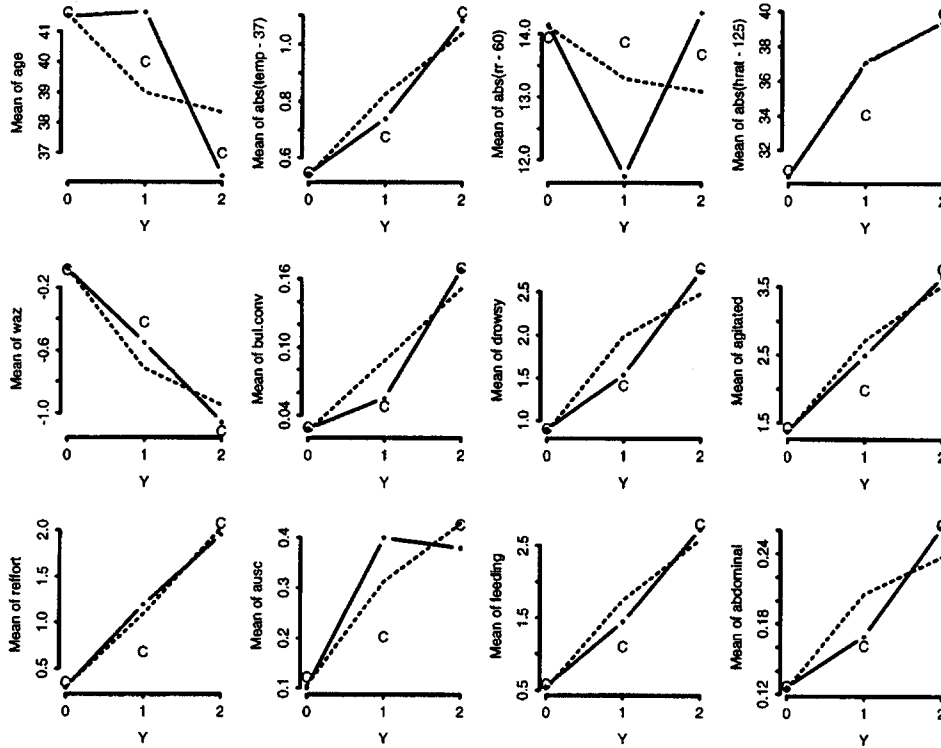 Mean of age
37 38 39 40 41
C C C
0 1 2
Y
Mean of abs(temp - 37)
0.6 0.8 1.0
C C C
0 1 2
Y
Mean of abs(rr - 60)
12.0 13.0 14.0
C C C
0 1 2
Y
Mean of abs(hrat - 125)
32 34 36 38 40
C C C
0 1 2
Y
Mean of waz
-1.0 -0.6 -0.2
C C C
0 1 2
Y
Mean of bul.conv
0.04 0.10 0.16
C C C
0 1 2
Y
Mean of drowsy
1.0 1.5 2.0 2.5
C C C
0 1 2
Y
Mean of agitated
1.5 2.5 3.5
C C C
0 1 2
Y
Mean of reffort
0.5 1.0 1.5 2.0
C C C
0 1 2
Y
Mean of ausc
0.1 0.2 0.3 0.4
C C C
0 1 2
Y
Mean of feeding
0.5 1.5 2.5
C C C
0 1 2
Y
Mean of abdominal
0.12 0.18 0.24
C C C
0 1 2
Y